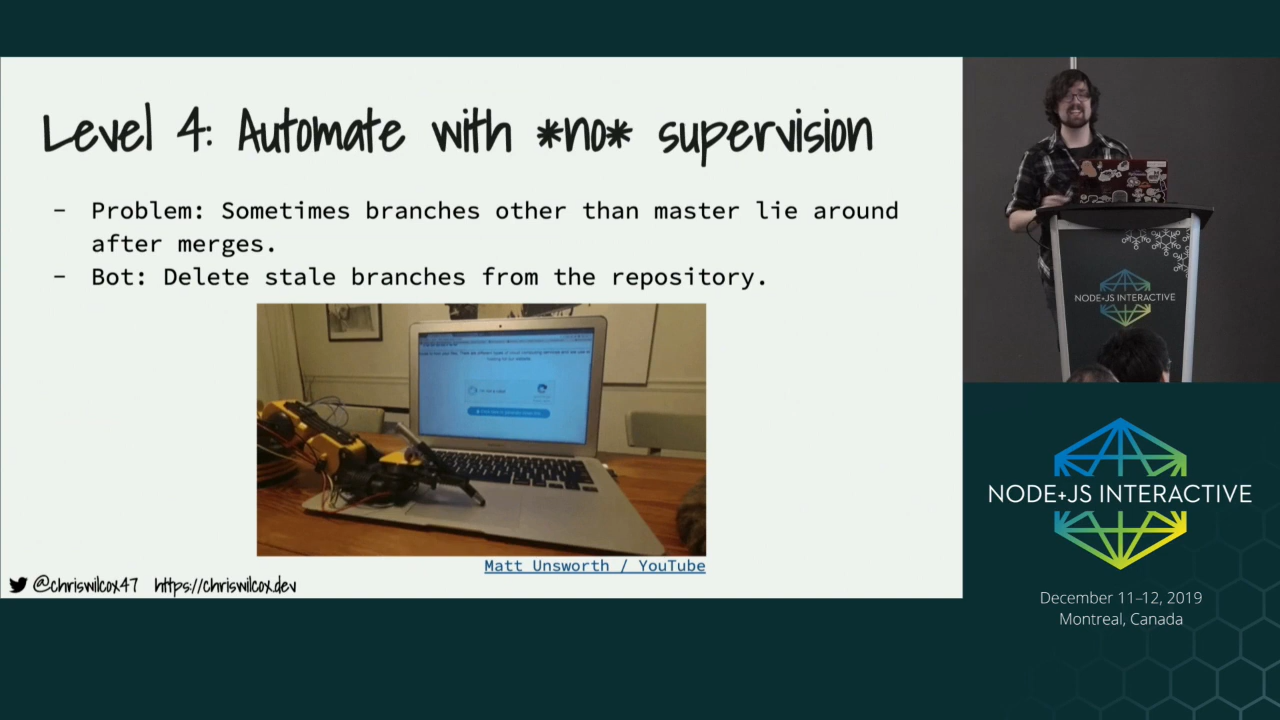 Level 4: Automate with *no* supervision
- Problem: Sometimes branches other than master lie around
after merges.
- Bot: Delete stale branches from the repository.
Matt Unsworth / YouTube
@chriswilcox47 https://chriswilcox.dev
NODE+JS INTERACTIVE
NODE+JS INTERACTIVE
December 11–12, 2019
Montreal, Canada